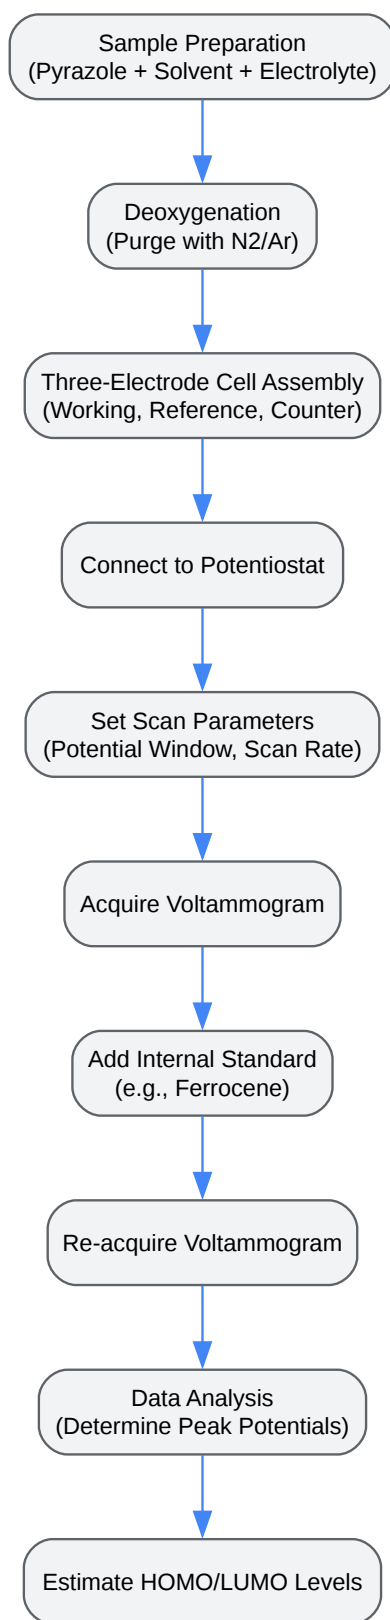 Sample Preparation
(Pyrazole + Solvent + Electrolyte)
Deoxygenation
(Purge with N2/Ar)
Three-Electrode Cell Assembly
(Working, Reference, Counter)
Connect to Potentiostat
Set Scan Parameters
(Potential Window, Scan Rate)
Acquire Voltammogram
Add Internal Standard
(e.g., Ferrocene)
Re-acquire Voltammogram
Data Analysis
(Determine Peak Potentials)
Estimate HOMO/LUMO Levels